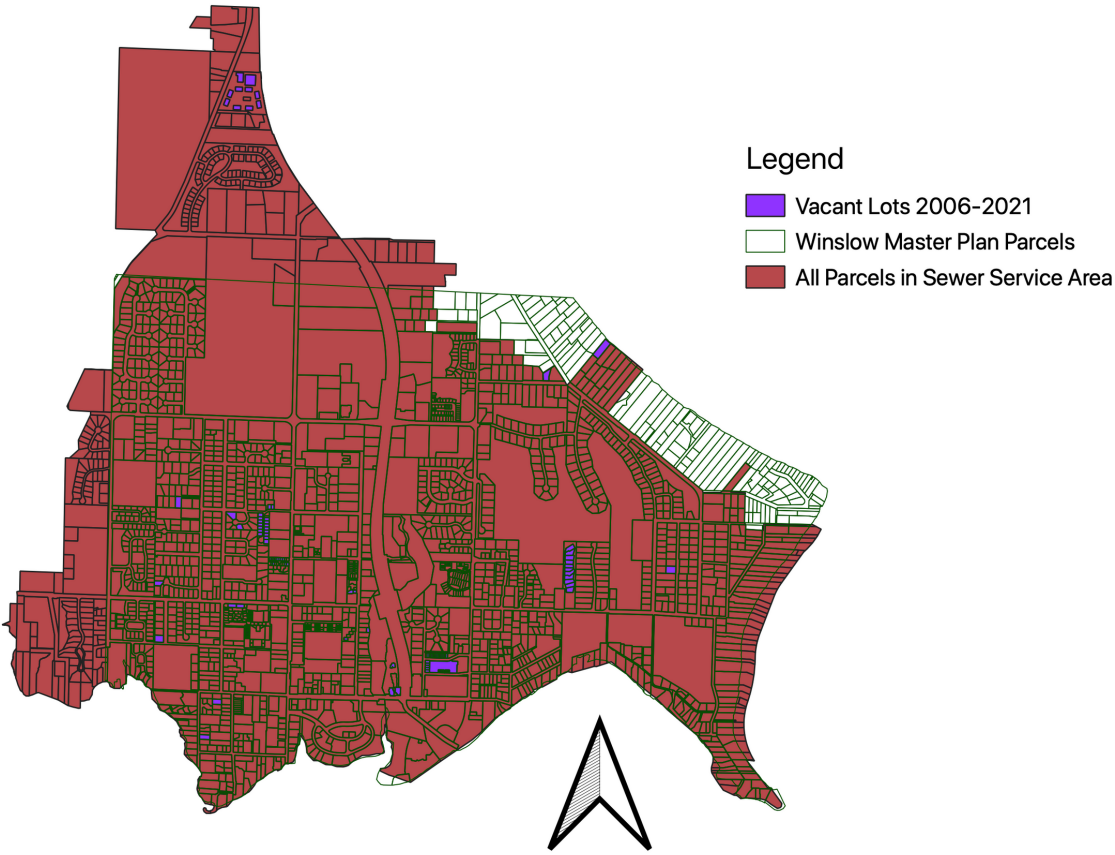 Legend
Vacant Lots 2006-2021
Winslow Master Plan Parcels
All Parcels in Sewer Service Area